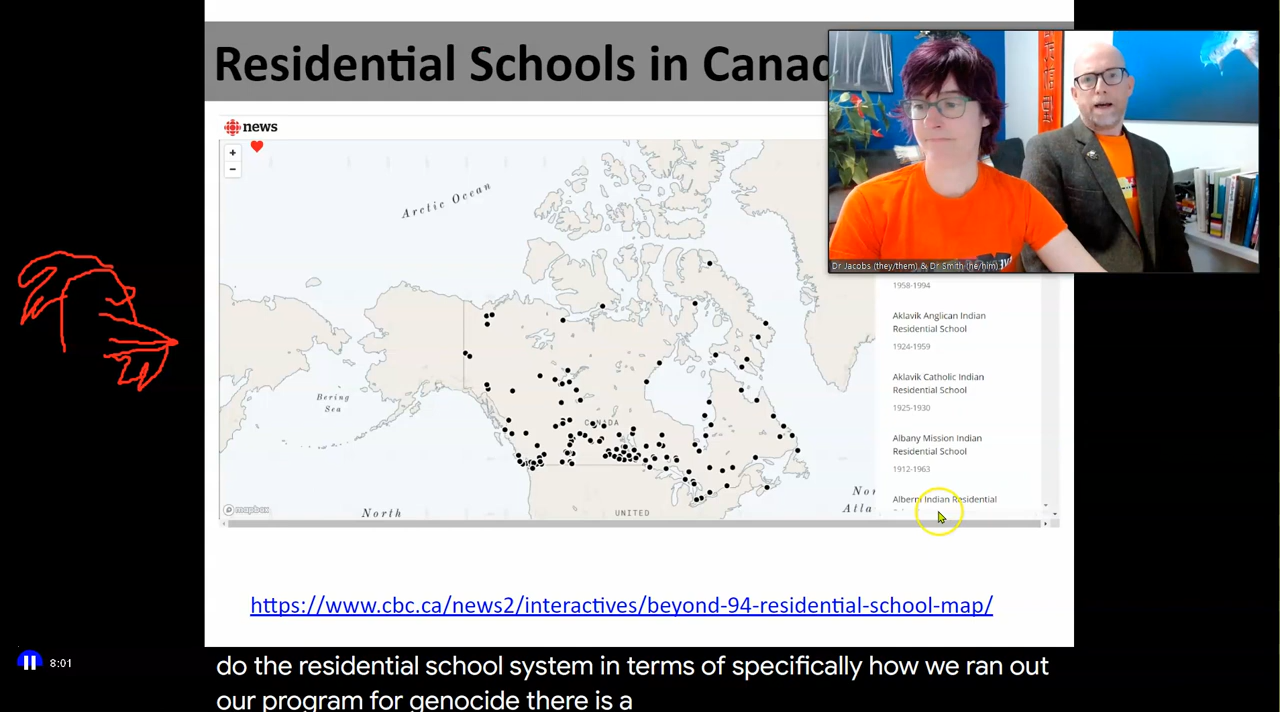 Residential Schools in Canad
news
+
−
Arctic Ocean
Bering
Sea
CANADA
North
UNITED
Nor
Atla
mapbox
Dr Jacobs (they/them) & Dr Smith (he/him)
1958-1994
Aklavik Anglican Indian
Residential School
1924-1959
Aklavik Catholic Indian
Residential School
1925-1930
Albany Mission Indian
Residential School
1912-1963
Alberni Indian Residential
https://www.cbc.ca/news2/interactives/beyond-94-residential-school-map/
8:01
do the residential school system in terms of specifically how we ran out
our program for genocide there is a